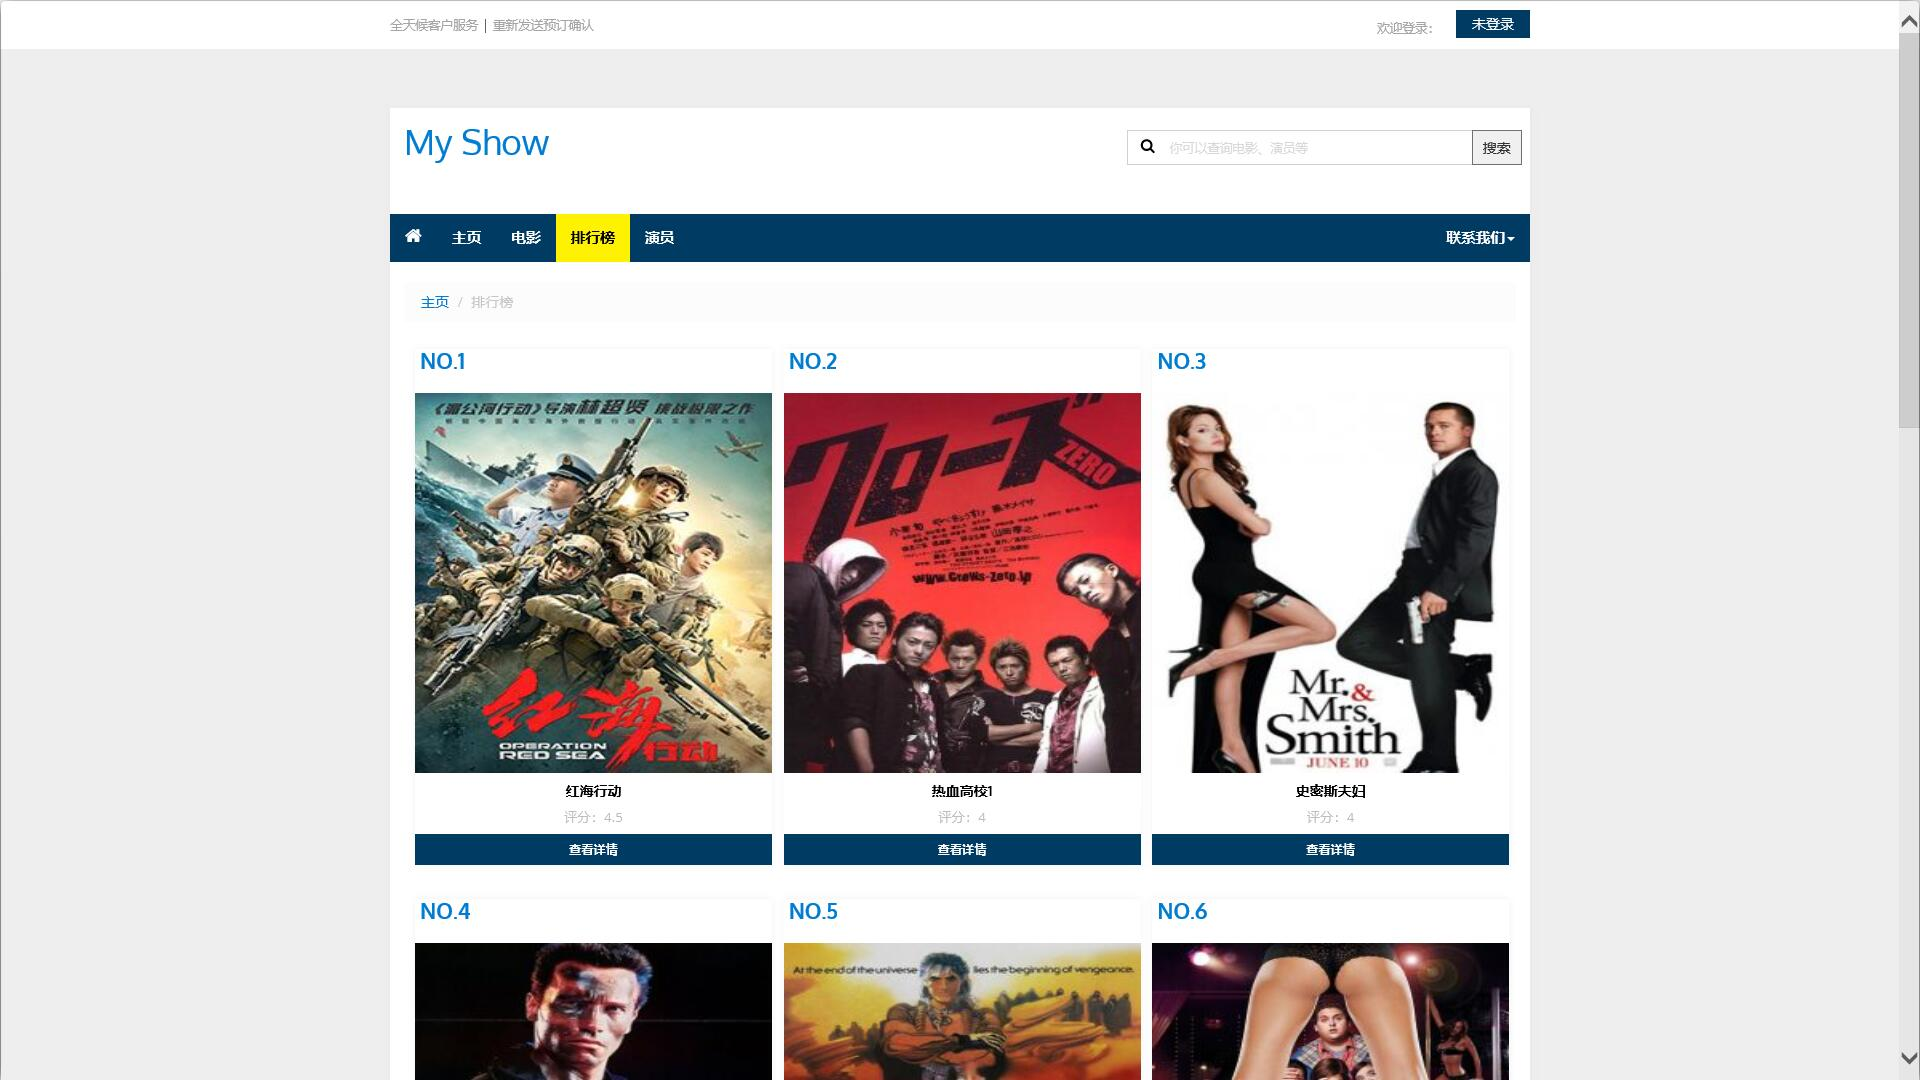 全天候客户服务 | 重新发送预订确认
欢迎登录:
未登录
My Show
你可以查询电影、演员等
搜索
主页
电影
排行榜
演员
联系我们
主页 / 排行榜
NO.1
NO.2
NO.3
《湄公河行动》导演林超贤 挑战极限之作
红海行动
OPERATION
RED SEA
クローズ
ZERO
小栗旬
山田孝之
www.Crows-Zero.jp
Mr. &
Mrs.
Smith
JUNE 10
红海行动
热血高校1
史密斯夫妇
评分：4.5
评分：4
评分：4
查看详情
查看详情
查看详情
NO.4
NO.5
NO.6
At the end of the universe lies the beginning of vengeance.